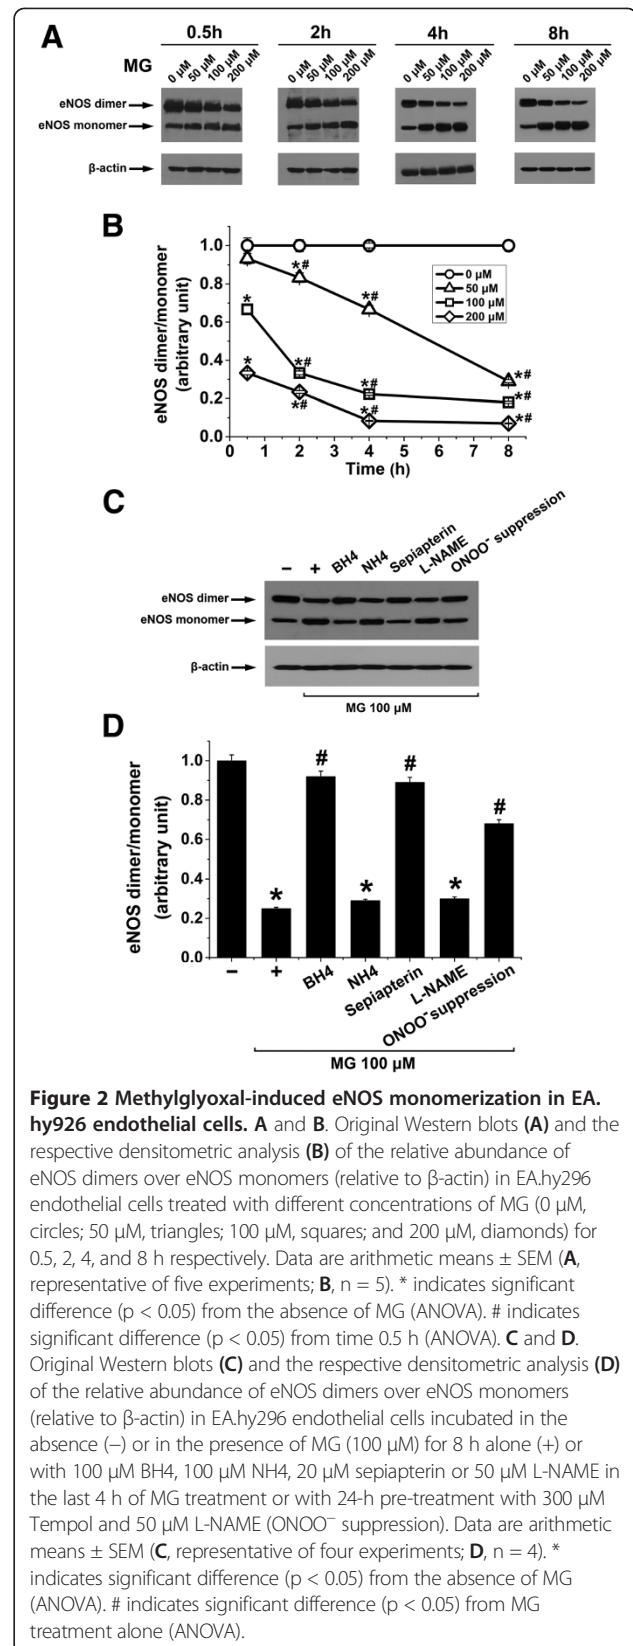 A
0.5h 2h 4h 8h
MG
0 µM 50 µM 100 µM 200 µM 0 µM 50 µM 100 µM 200 µM 0 µM 50 µM 100 µM 200 µM 0 µM 50 µM 100 µM 200 µM
eNOS dimer
eNOS monomer
β-actin
B
eNOS dimer/monomer
(arbitrary unit)
1.0
0.8
0.6
0.4
0.2
0.0
0 µM
50 µM
100 µM
200 µM
*# *# *#
* *# *# *#
* *# *# *#
0 1 2 3 4 5 6 7 8
Time (h)
C
− + BH4 NH4 Sepiapterin L-NAME ONOO⁻ suppression
eNOS dimer
eNOS monomer
β-actin
MG 100 µM
D
eNOS dimer/monomer
(arbitrary unit)
1.0
0.8
0.6
0.4
0.2
0.0
* # * # * #
− + BH4 NH4 Sepiapterin L-NAME ONOO⁻suppression
MG 100 µM
Figure 2 Methylglyoxal-induced eNOS monomerization in EA.
hy926 endothelial cells. A and B. Original Western blots (A) and the
respective densitometric analysis (B) of the relative abundance of
eNOS dimers over eNOS monomers (relative to β-actin) in EA.hy296
endothelial cells treated with different concentrations of MG (0 µM,
circles; 50 µM, triangles; 100 µM, squares; and 200 µM, diamonds) for
0.5, 2, 4, and 8 h respectively. Data are arithmetic means ± SEM (A,
representative of five experiments; B, n = 5). * indicates significant
difference (p < 0.05) from the absence of MG (ANOVA). # indicates
significant difference (p < 0.05) from time 0.5 h (ANOVA). C and D.
Original Western blots (C) and the respective densitometric analysis (D)
of the relative abundance of eNOS dimers over eNOS monomers
(relative to β-actin) in EA.hy296 endothelial cells incubated in the
absence (−) or in the presence of MG (100 µM) for 8 h alone (+) or
with 100 µM BH4, 100 µM NH4, 20 µM sepiapterin or 50 µM L-NAME in
the last 4 h of MG treatment or with 24-h pre-treatment with 300 µM
Tempol and 50 µM L-NAME (ONOO⁻ suppression). Data are arithmetic
means ± SEM (C, representative of four experiments; D, n = 4). *
indicates significant difference (p < 0.05) from the absence of MG
(ANOVA). # indicates significant difference (p < 0.05) from MG
treatment alone (ANOVA).